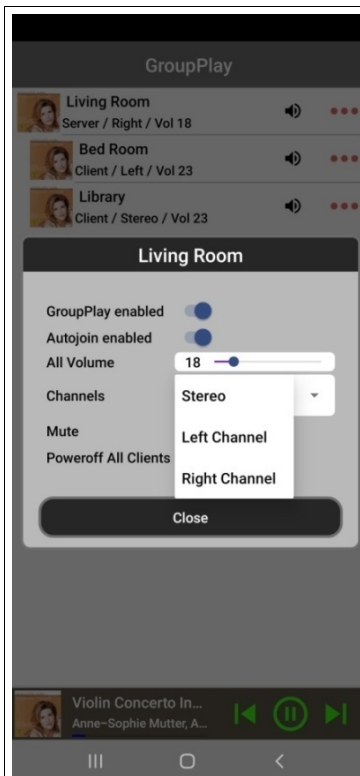 GroupPlay
Living Room
Server / Right / Vol 18
Bed Room
Client / Left / Vol 23
Library
Client / Stereo / Vol 23
Living Room
GroupPlay enabled
Autojoin enabled
All Volume 18
Channels
Stereo
Left Channel
Right Channel
Mute
Poweroff All Clients
Close
Violin Concerto In...
Anne-Sophie Mutter, A...